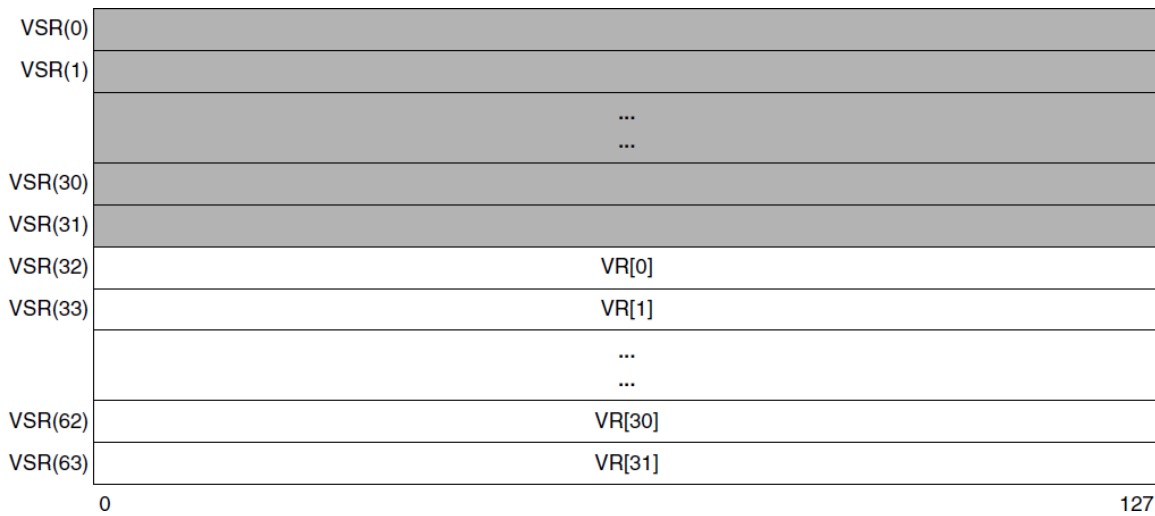 VSR(0)
VSR(1)
...
...
VSR(30)
VSR(31)
VSR(32) VR[0]
VSR(33) VR[1]
...
...
VSR(62) VR[30]
VSR(63) VR[31]
0 127